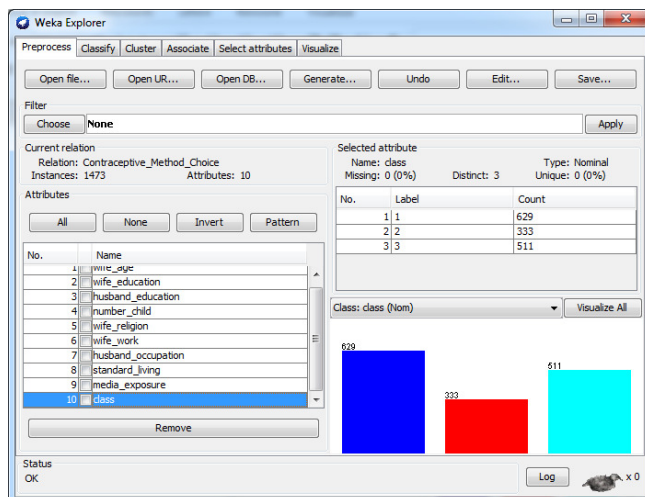 Weka Explorer
Preprocess Classify Cluster Associate Select attributes Visualize
Open file... Open UR... Open DB... Generate... Undo Edit... Save...
Filter
Choose None Apply
Current relation
Relation: Contraceptive_Method_Choice
Instances: 1473 Attributes: 10
Attributes
All None Invert Pattern
No. Name
1 wife_age
2 wife_education
3 husband_education
4 number_child
5 wife_religion
6 wife_work
7 husband_occupation
8 standard_living
9 media_exposure
10 class
Remove
Selected attribute
Name: class Type: Nominal
Missing: 0 (0%) Distinct: 3 Unique: 0 (0%)
No. Label Count
1 1 629
2 2 333
3 3 511
Class: class (Nom) Visualize All
629
333
511
Status
OK
Log x 0